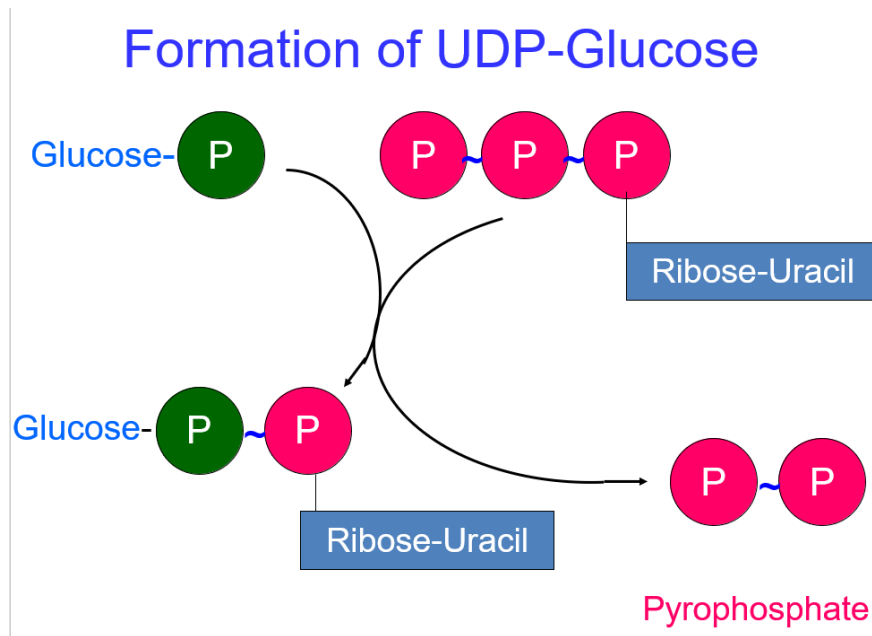 Formation of UDP-Glucose
Glucose- P P ~ P ~ P
Ribose-Uracil
Glucose- P ~ P
P ~ P
Ribose-Uracil
Pyrophosphate